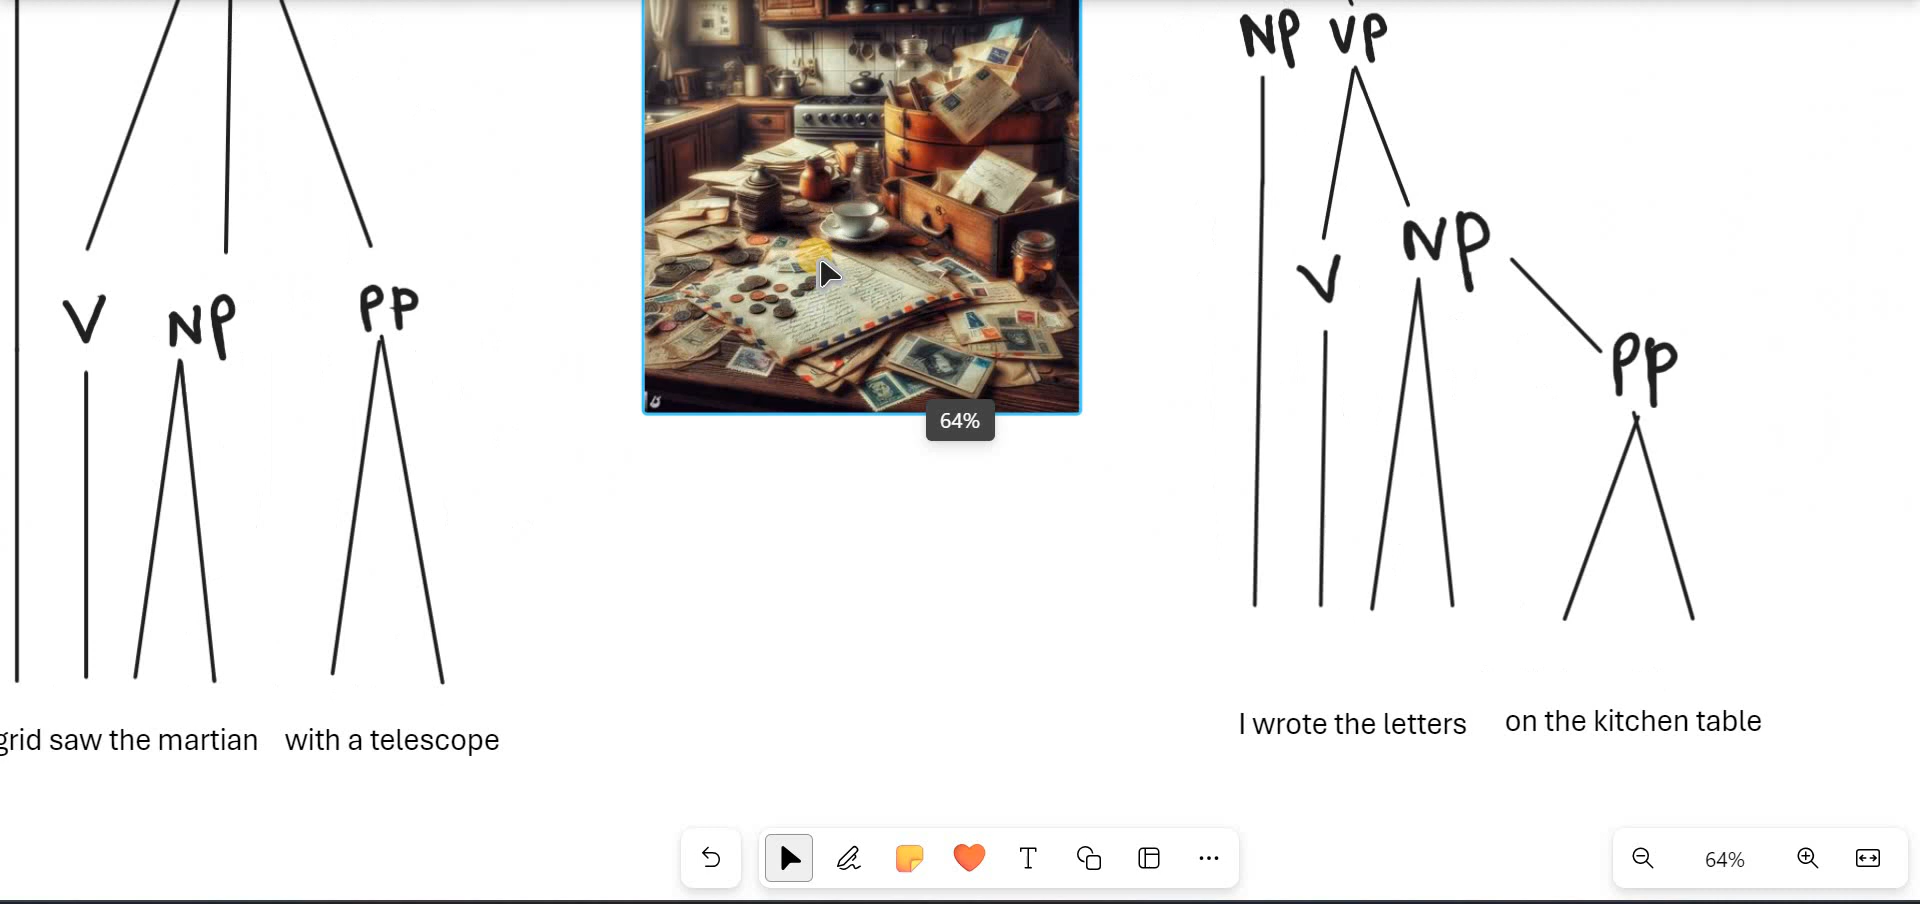 NP VP
NP
V
V NP PP
PP
64%
I wrote the letters on the kitchen table
grid saw the martian with a telescope
T
64%